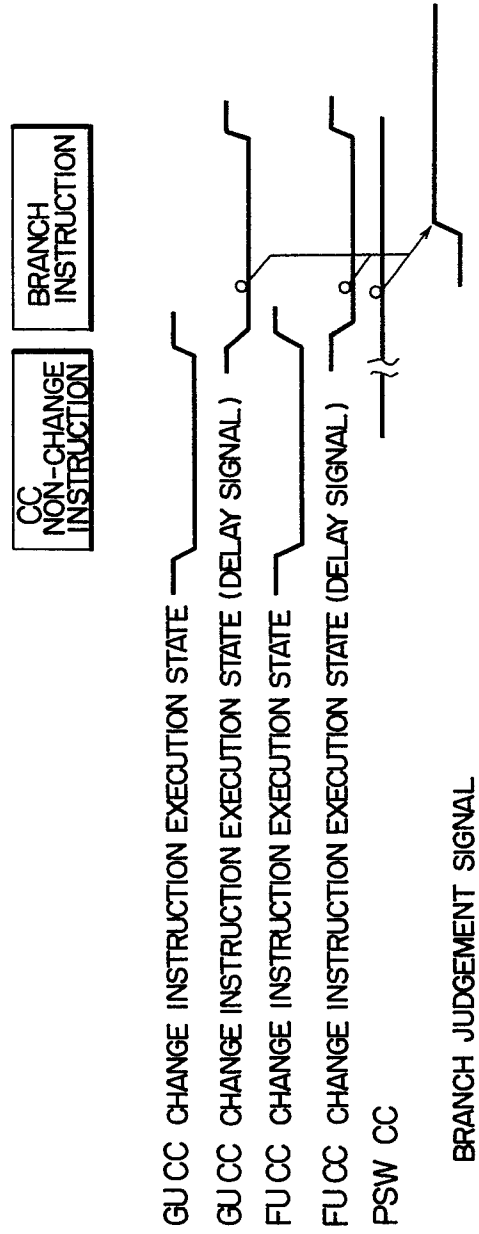 CC
NON-CHANGE
INSTRUCTION
BRANCH
INSTRUCTION
GU CC CHANGE INSTRUCTION EXECUTION STATE
GU CC CHANGE INSTRUCTION EXECUTION STATE (DELAY SIGNAL)
FU CC CHANGE INSTRUCTION EXECUTION STATE
FU CC CHANGE INSTRUCTION EXECUTION STATE (DELAY SIGNAL)
PSW CC
BRANCH JUDGEMENT SIGNAL